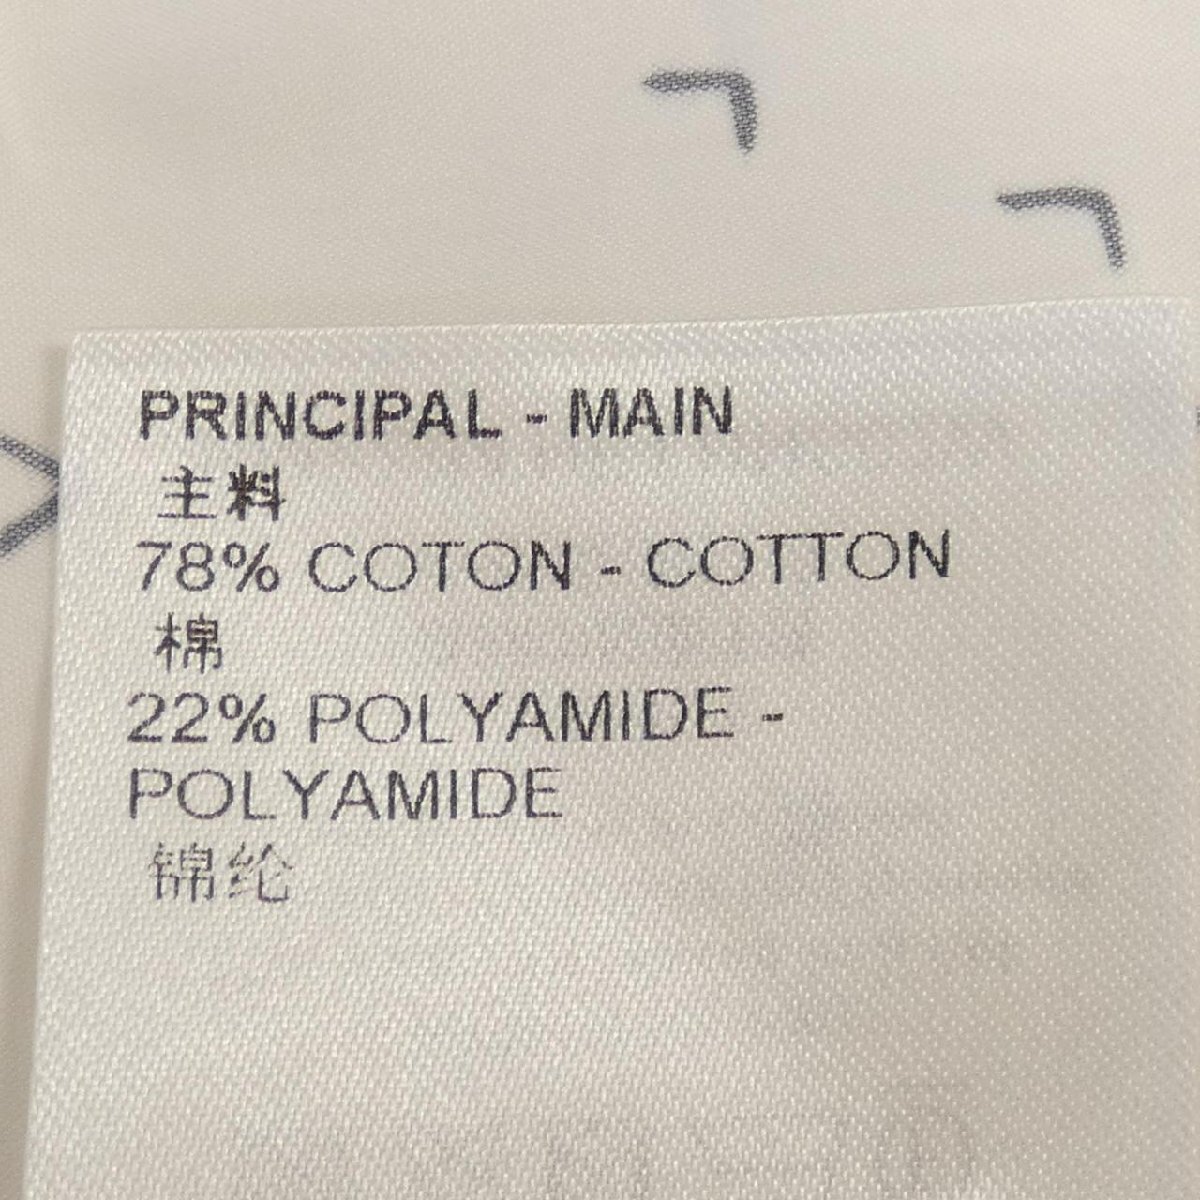 PRINCIPAL - MAIN
主料
78% COTON - COTTON
棉
22% POLYAMIDE -
POLYAMIDE
锦纶